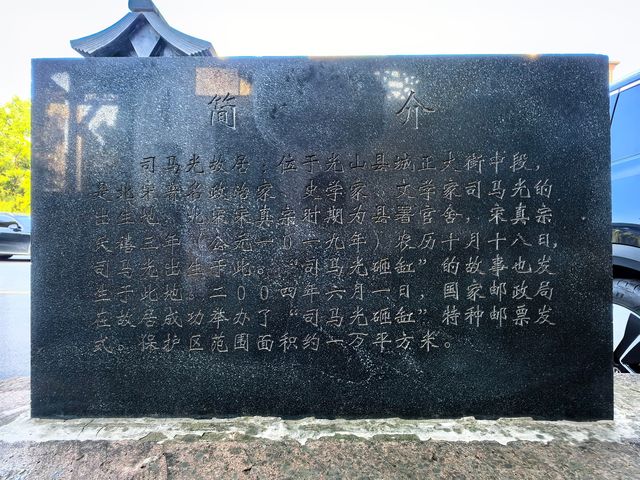 简介
司马光故居:位于光山县城正大街中段,
是北宋著名政治家、史学家、文学家司马光的
出生地。北宋真宗时期为县署官舍,宋真宗
天禧三年(公元一0一九年)农历十月十八日,
司马光出生于此。“司马光砸缸”的故事也发
生于此地。二00四年六月一日,国家邮政局
在故居成功举办了“司马光砸缸”特种邮票发
式。保护区范围面积约一万平方米。